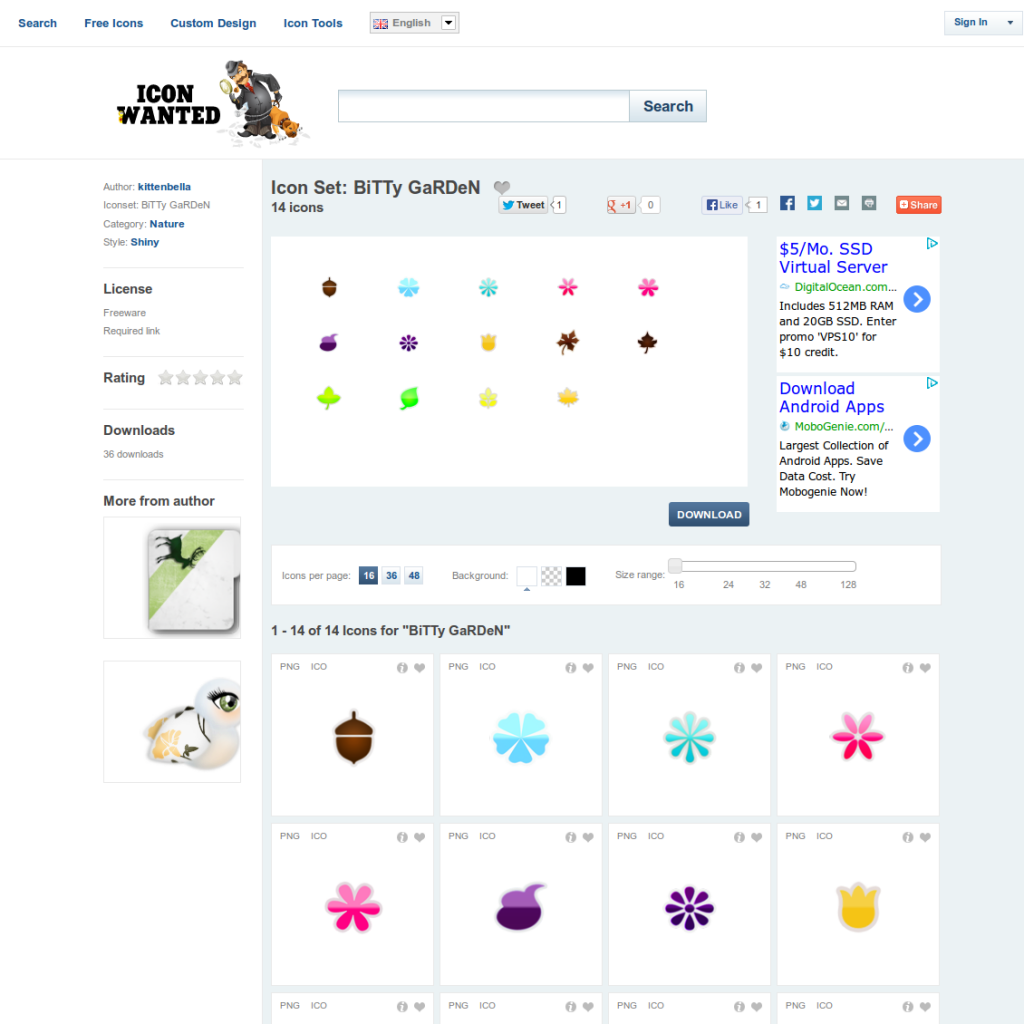 Search Free Icons Custom Design Icon Tools English Sign In
ICON
WANTED
Search
Author: kittenbella
Iconset: BiTTy GaRDeN
Category: Nature
Style: Shiny
License
Freeware
Required link
Rating
Downloads
36 downloads
More from author
Icon Set: BiTTy GaRDeN
14 icons
Tweet 1 +1 0 Like 1 Share
$5/Mo. SSD
Virtual Server
DigitalOcean.com...
Includes 512MB RAM
and 20GB SSD. Enter
promo 'VPS10' for
$10 credit.
Download
Android Apps
MoboGenie.com/...
Largest Collection of
Android Apps. Save
Data Cost. Try
Mobogenie Now!
DOWNLOAD
Icons per page: 16 36 48 Background: Size range: 16 24 32 48 128
1 - 14 of 14 Icons for "BiTTy GaRDeN"
PNG ICO PNG ICO PNG ICO PNG ICO
PNG ICO PNG ICO PNG ICO PNG ICO
PNG ICO PNG ICO PNG ICO PNG ICO